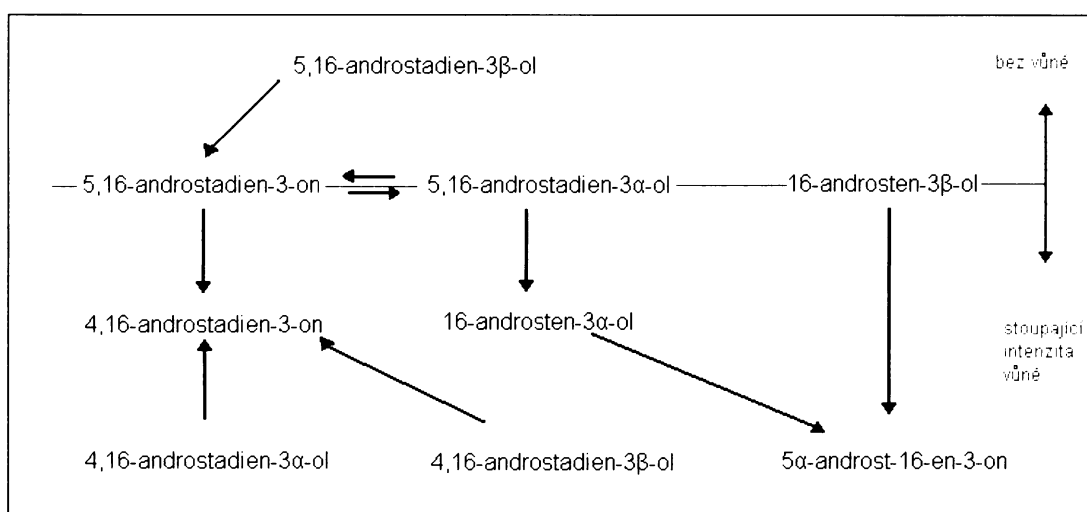 5,16-androstadien-3β-ol
bez vůné
5,16-androstadien-3-on
5,16-androstadien-3α-ol
16-androsten-3β-ol
4,16-androstadien-3-on
16-androsten-3α-ol
stoupající
intenzita
vůné
4,16-androstadien-3α-ol
4,16-androstadien-3β-ol
5α-androst-16-en-3-on